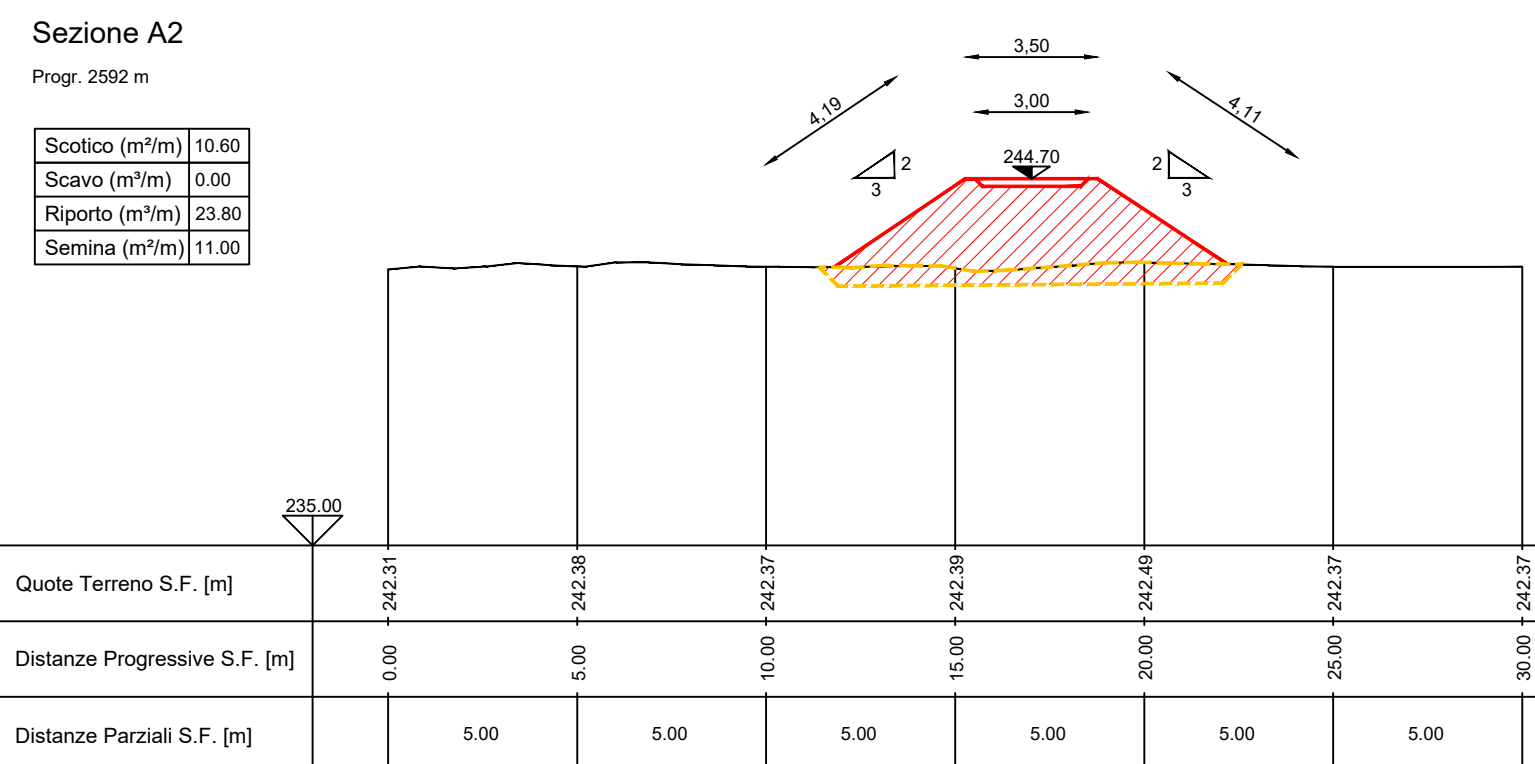 Sezione A2
Progr. 2592 m
Scotico (m²/m) 10.60
Scavo (m³/m) 0.00
Riporto (m³/m) 23.80
Semina (m²/m) 11.00
3,50
3,00
4,19
4,11
244.70
2
3
2
3
235.00
Quote Terreno S.F. [m] 242.31 242.38 242.37 242.39 242.49 242.37 242.37
Distanze Progressive S.F. [m] 0.00 5.00 10.00 15.00 20.00 25.00 30.00
Distanze Parziali S.F. [m] 5.00 5.00 5.00 5.00 5.00 5.00